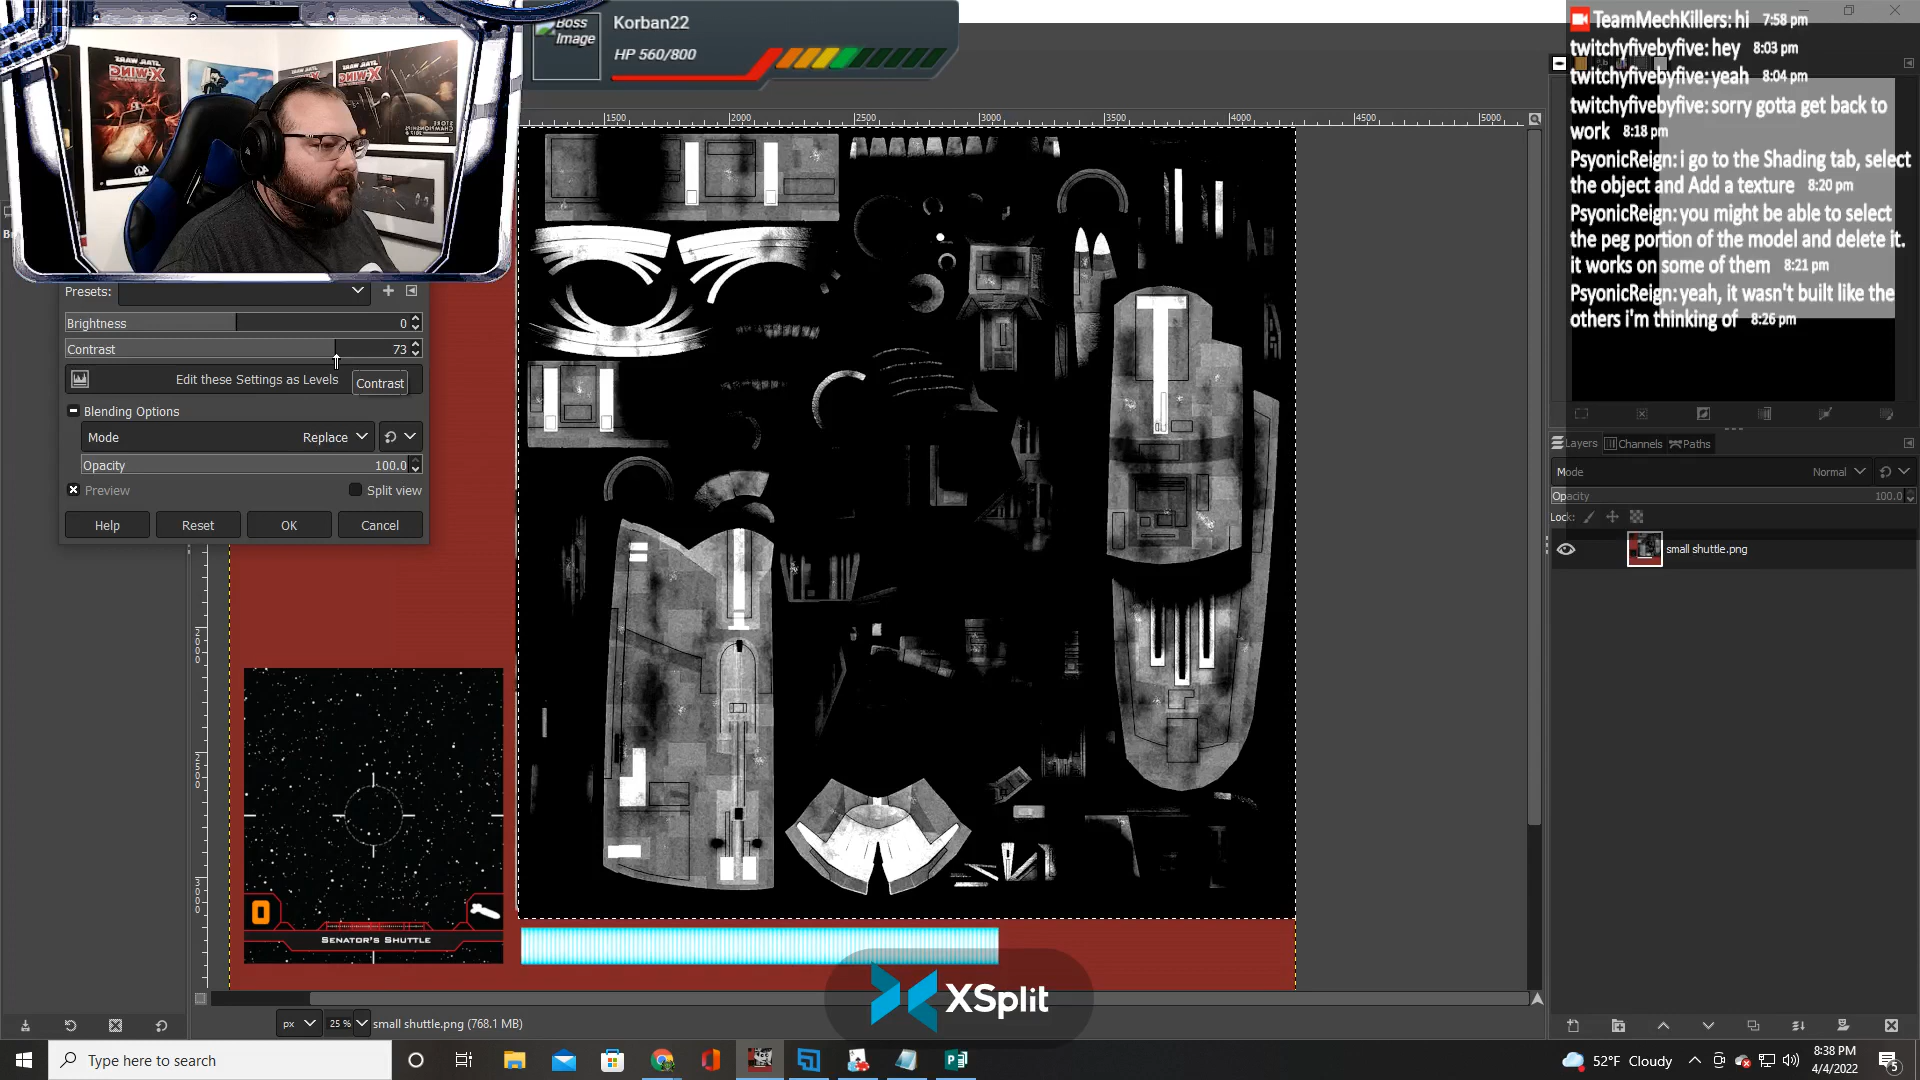 Boss
Image
Korban22
HP 560/800
TeamMechKillers: hi 7:58 pm
twitchyfivebyfive: hey 8:03 pm
twitchyfivebyfive: yeah 8:04 pm
twitchyfivebyfive: sorry gotta get back to
work 8:18 pm
PsyonicReign: i go to the Shading tab, select
the object and Add a texture 8:20 pm
PsyonicReign: you might be able to select
the peg portion of the model and delete it.
it works on some of them 8:21 pm
PsyonicReign: yeah, it wasn't built like the
others i'm thinking of 8:26 pm
1500 2000 2500 3000 3500 4000 4500 5000
Presets:
Brightness 0
Contrast 73
Edit these Settings as Levels
Contrast
Blending Options
Mode Replace
Opacity 100.0
Preview Split view
Help Reset OK Cancel
Layers Channels Paths
Mode Normal
Opacity 100.0
Lock:
small shuttle.png
2000
2500
3000
0
SENATOR'S SHUTTLE
XSplit
px 25 % small shuttle.png (768.1 MB)
Type here to search
52°F Cloudy
8:38 PM
4/4/2022
5